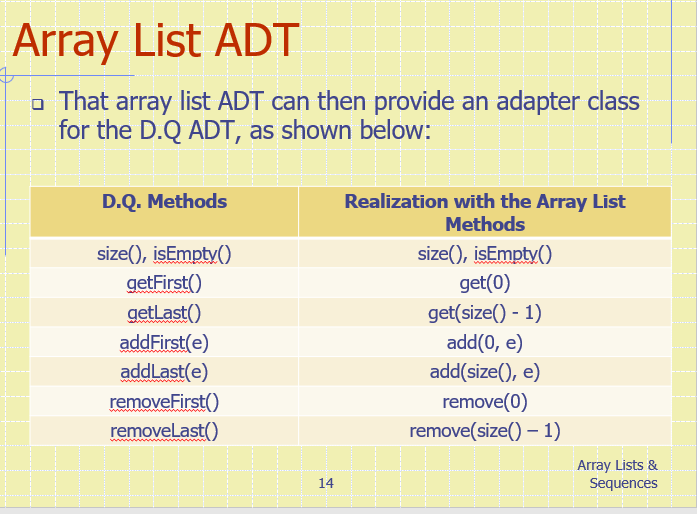 Array List ADT
That array list ADT can then provide an adapter class
for the D.Q ADT, as shown below:
D.Q. Methods Realization with the Array List
Methods
size(), isEmpty() size(), isEmpty()
getFirst() get(0)
getLast() get(size() - 1)
addFirst(e) add(0, e)
addLast(e) add(size(), e)
removeFirst() remove(0)
removeLast() remove(size() – 1)
Array Lists &
14 Sequences